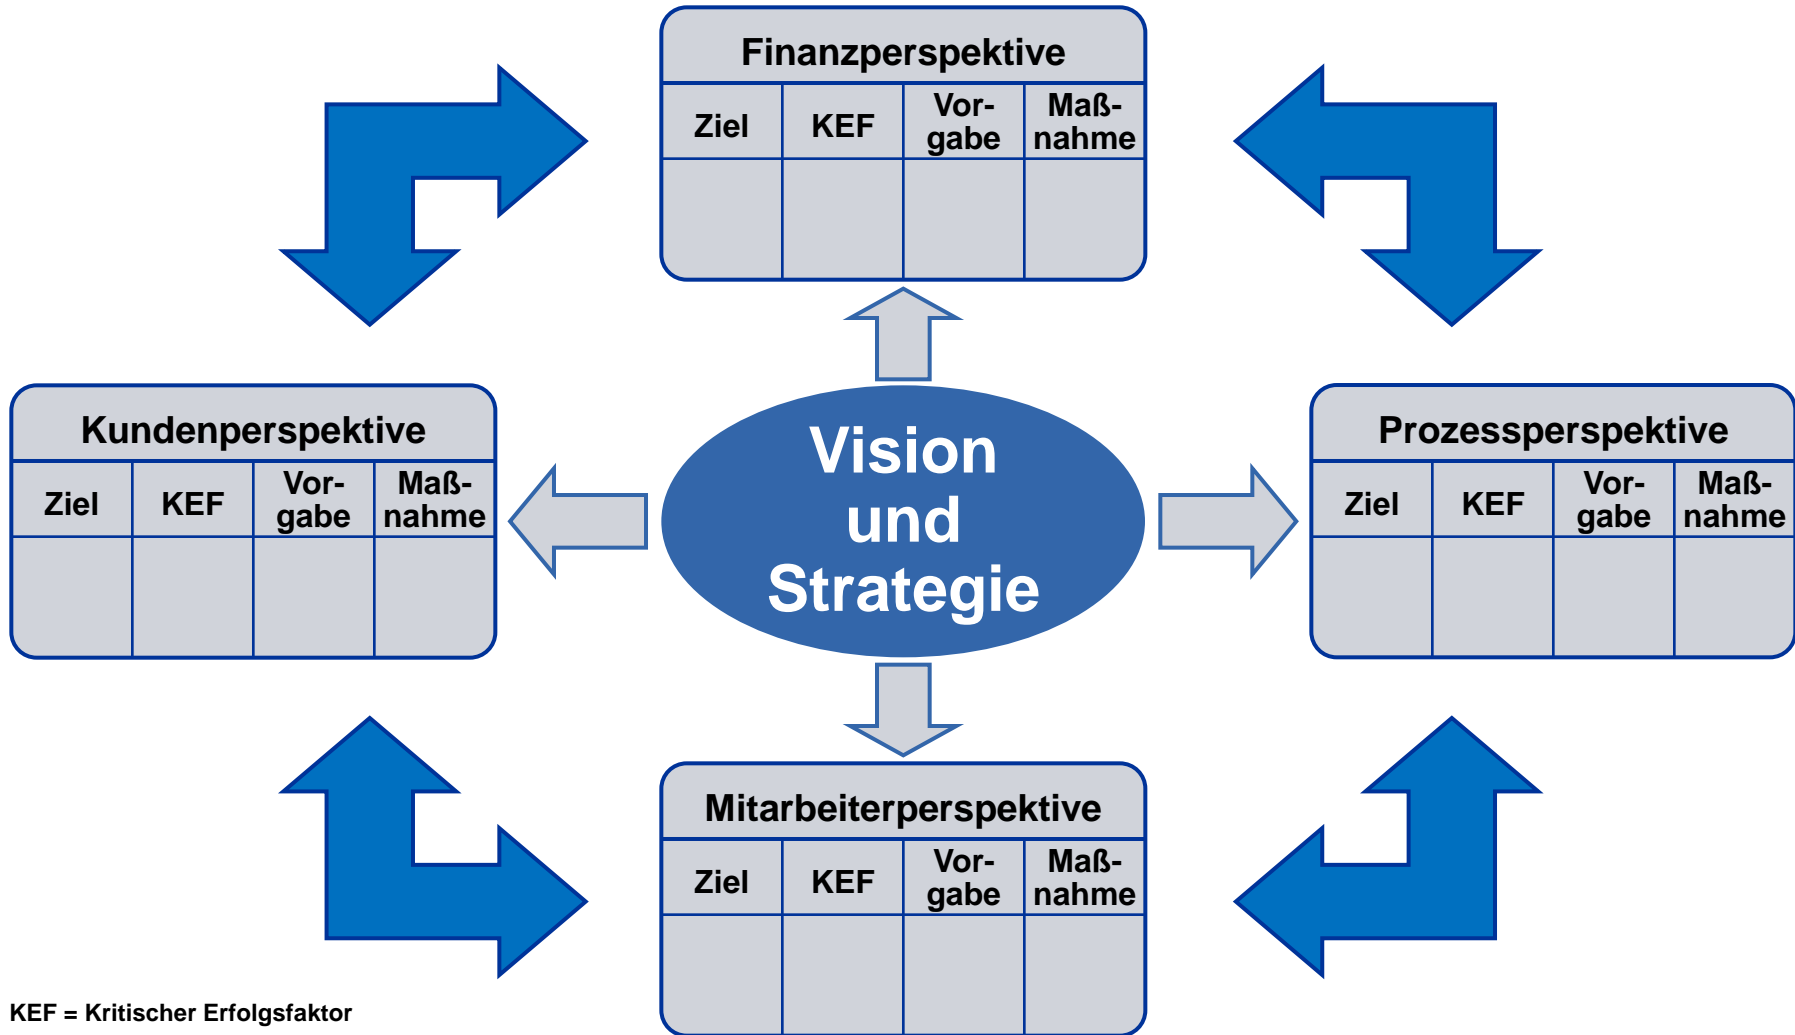 Finanzperspektive
Ziel
KEF
Vor-
gabe
Maß-
nahme
Kundenperspektive
Ziel
KEF
Vor-
gabe
Maß-
nahme
Vision
und
Strategie
Prozessperspektive
Ziel
KEF
Vor-
gabe
Maß-
nahme
Mitarbeiterperspektive
Ziel
KEF
Vor-
gabe
Maß-
nahme
KEF = Kritischer Erfolgsfaktor